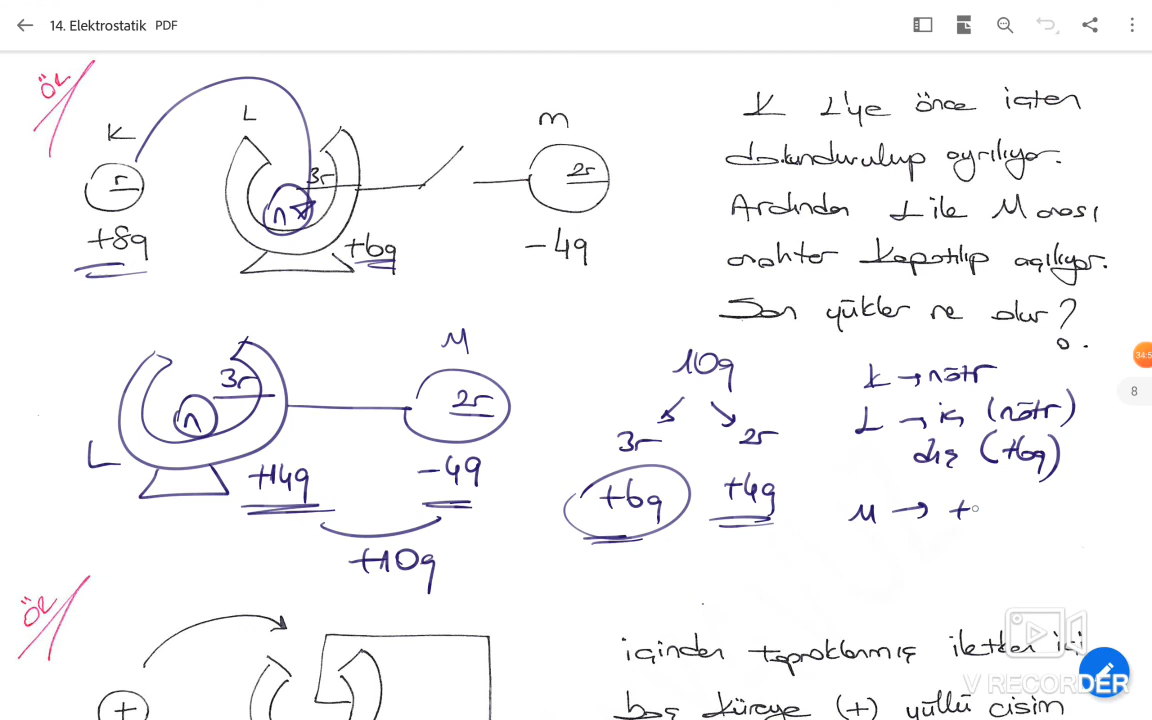 14. Elektrostatik PDF
ÖR
K L'ye önce içten
dokundurulup ayrılıyor.
Ardından L ile M arası
anahtar kapatılıp açılıyor.
Son yükler ne olur?
K
r
+8q
L
3r
n
+6q
M
2r
-4q
34:5
8
L
3r
n
+14q
M
2r
-4q
+10q
10q
3r 2r
+6q +4q
K → nötr
L → iç (nötr)
dış (+6q)
M → +
ÖR
+
içinden topraklanmış iletken içi
boş küreye (+) yüklü cisim
V RECORDER